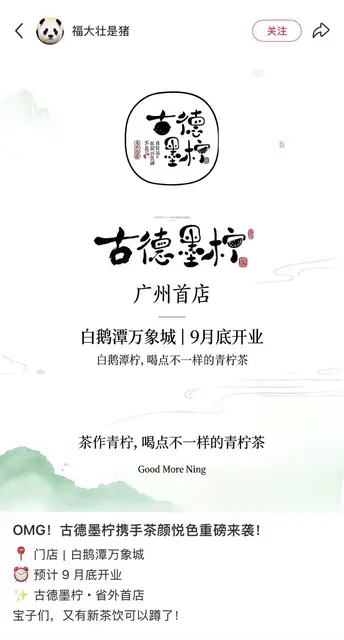 福大壮是猪
关注
古德
墨柠
古德墨柠
广州首店
白鹅潭万象城 | 9月底开业
白鹅潭柠, 喝点不一样的青柠茶
茶作青柠, 喝点不一样的青柠茶
Good More Ning
OMG! 古德墨柠携手茶颜悦色重磅来袭!
📍 门店 | 白鹅潭万象城
⏰ 预计 9 月底开业
✨ 古德墨柠・省外首店
宝子们, 又有新茶饮可以蹲了!